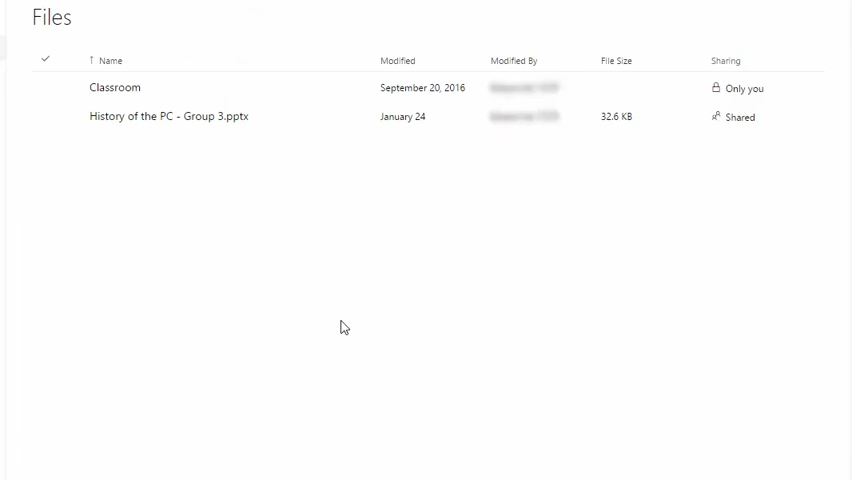 Files
Name Modified Modified By File Size Sharing
Classroom September 20, 2016 Only you
History of the PC - Group 3.pptx January 24 32.6 KB Shared